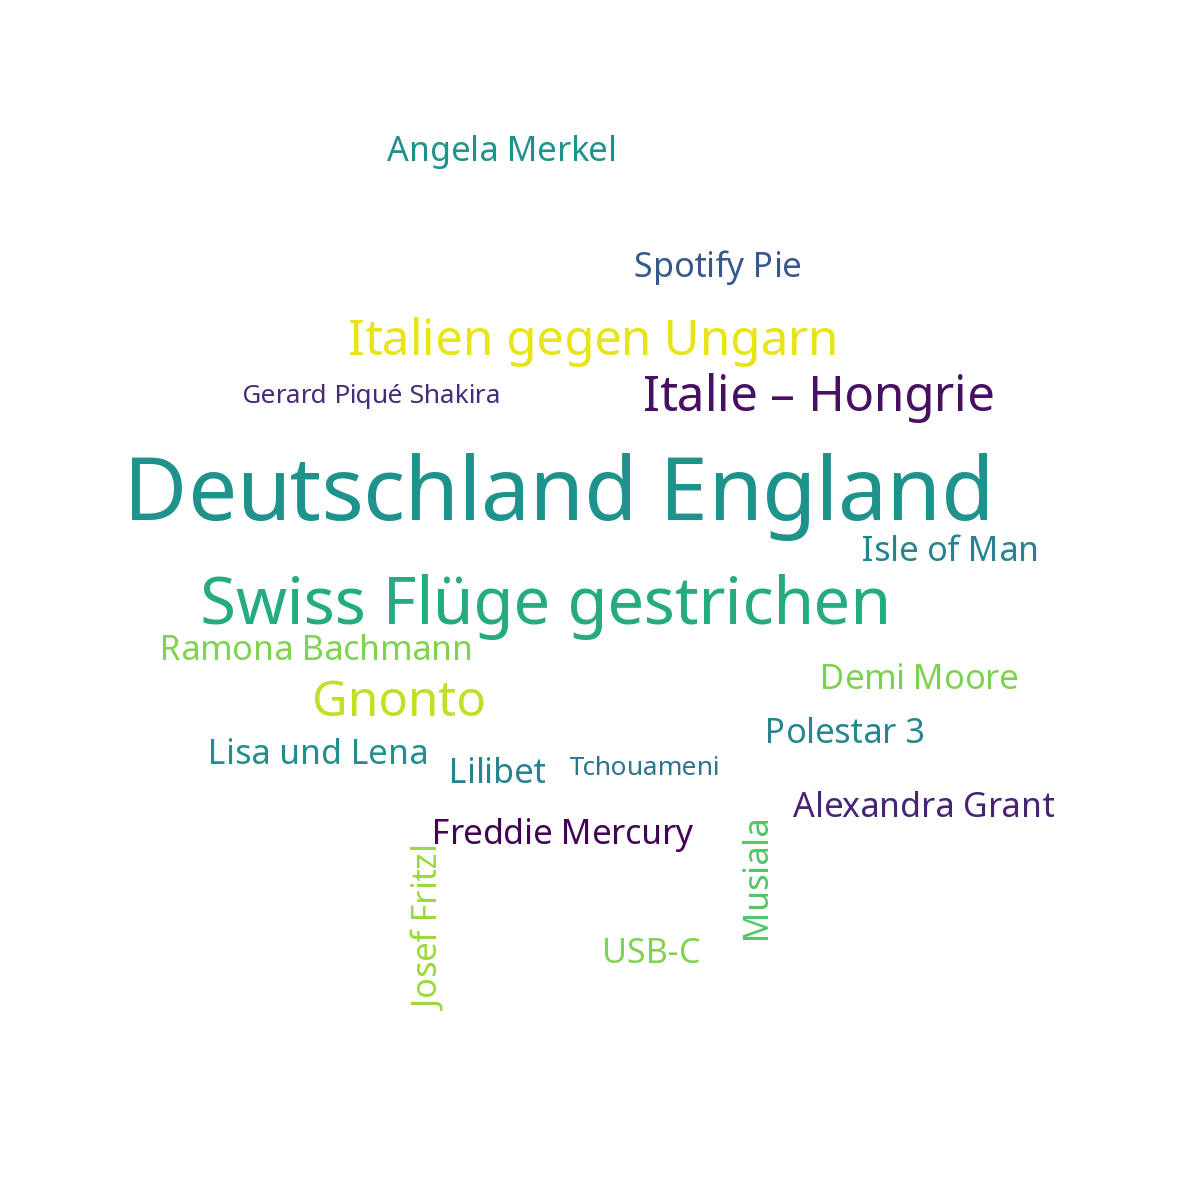 Angela Merkel
Spotify Pie
Italien gegen Ungarn
Gerard Piqué Shakira
Italie – Hongrie
Deutschland England
Isle of Man
Swiss Flüge gestrichen
Ramona Bachmann
Demi Moore
Gnonto
Polestar 3
Lisa und Lena
Lilibet
Tchouameni
Alexandra Grant
Freddie Mercury
Musiala
Josef Fritzl
USB-C